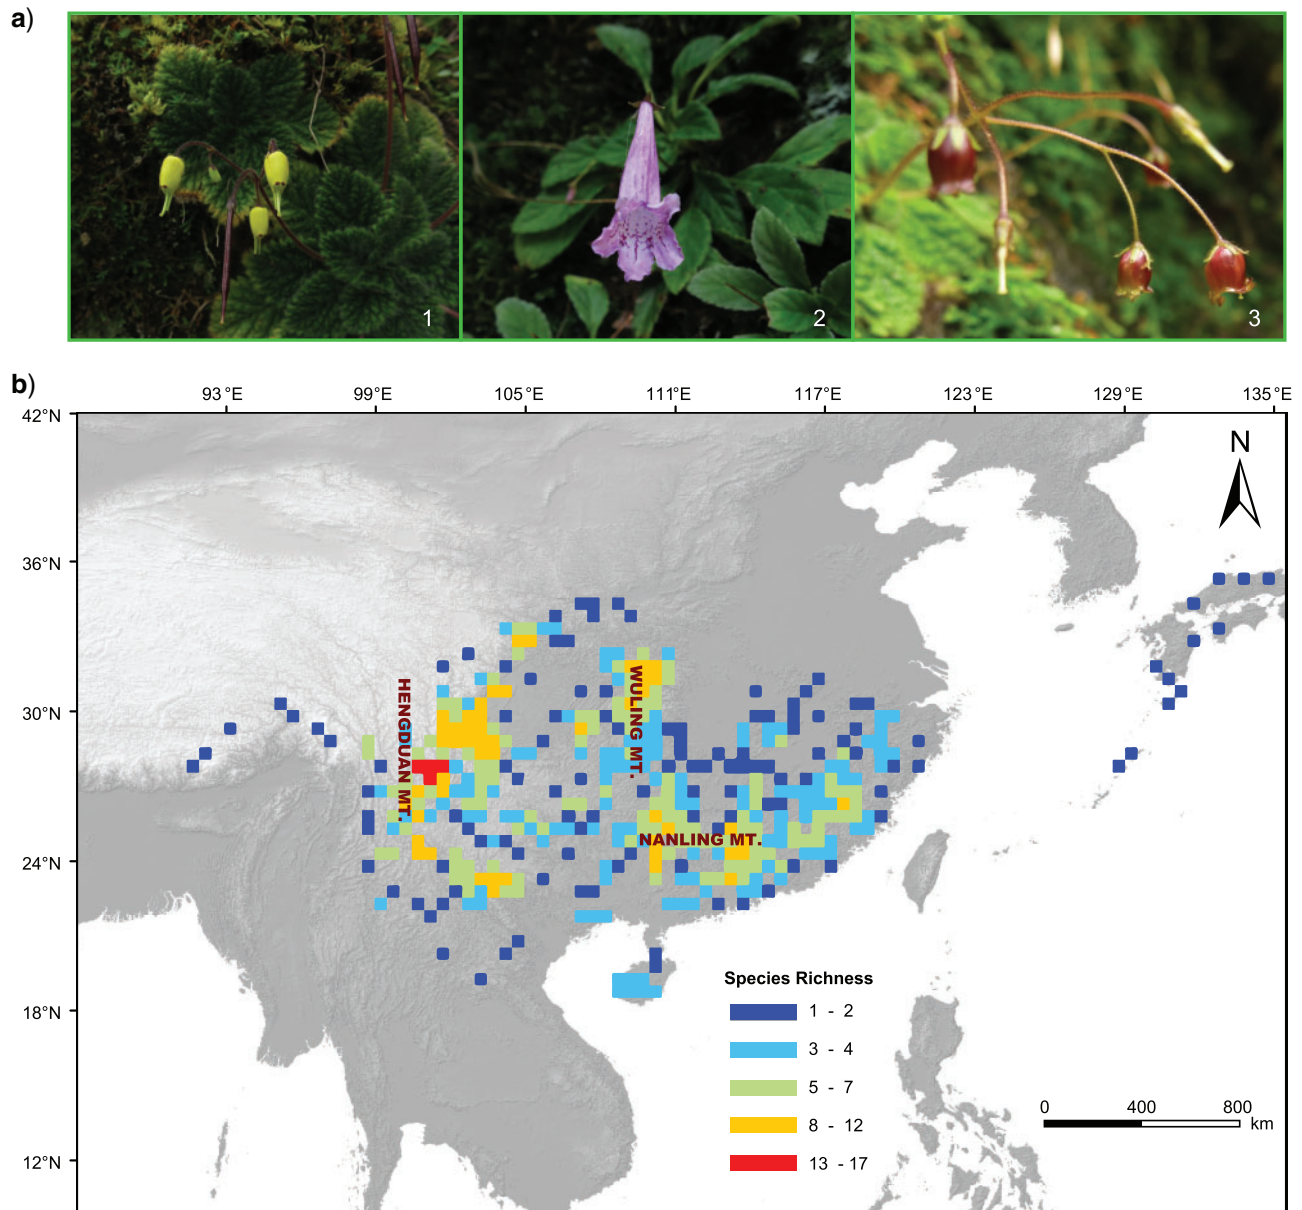 a)
1
2
3
b)
93°E 99°E 105°E 111°E 117°E 123°E 129°E 135°E
42°N
36°N
30°N
24°N
18°N
12°N
N
HENGDUAN MT.
WULING MT.
NANLING MT.
Species Richness
1 - 2
3 - 4
5 - 7
8 - 12
13 - 17
0 400 800
km